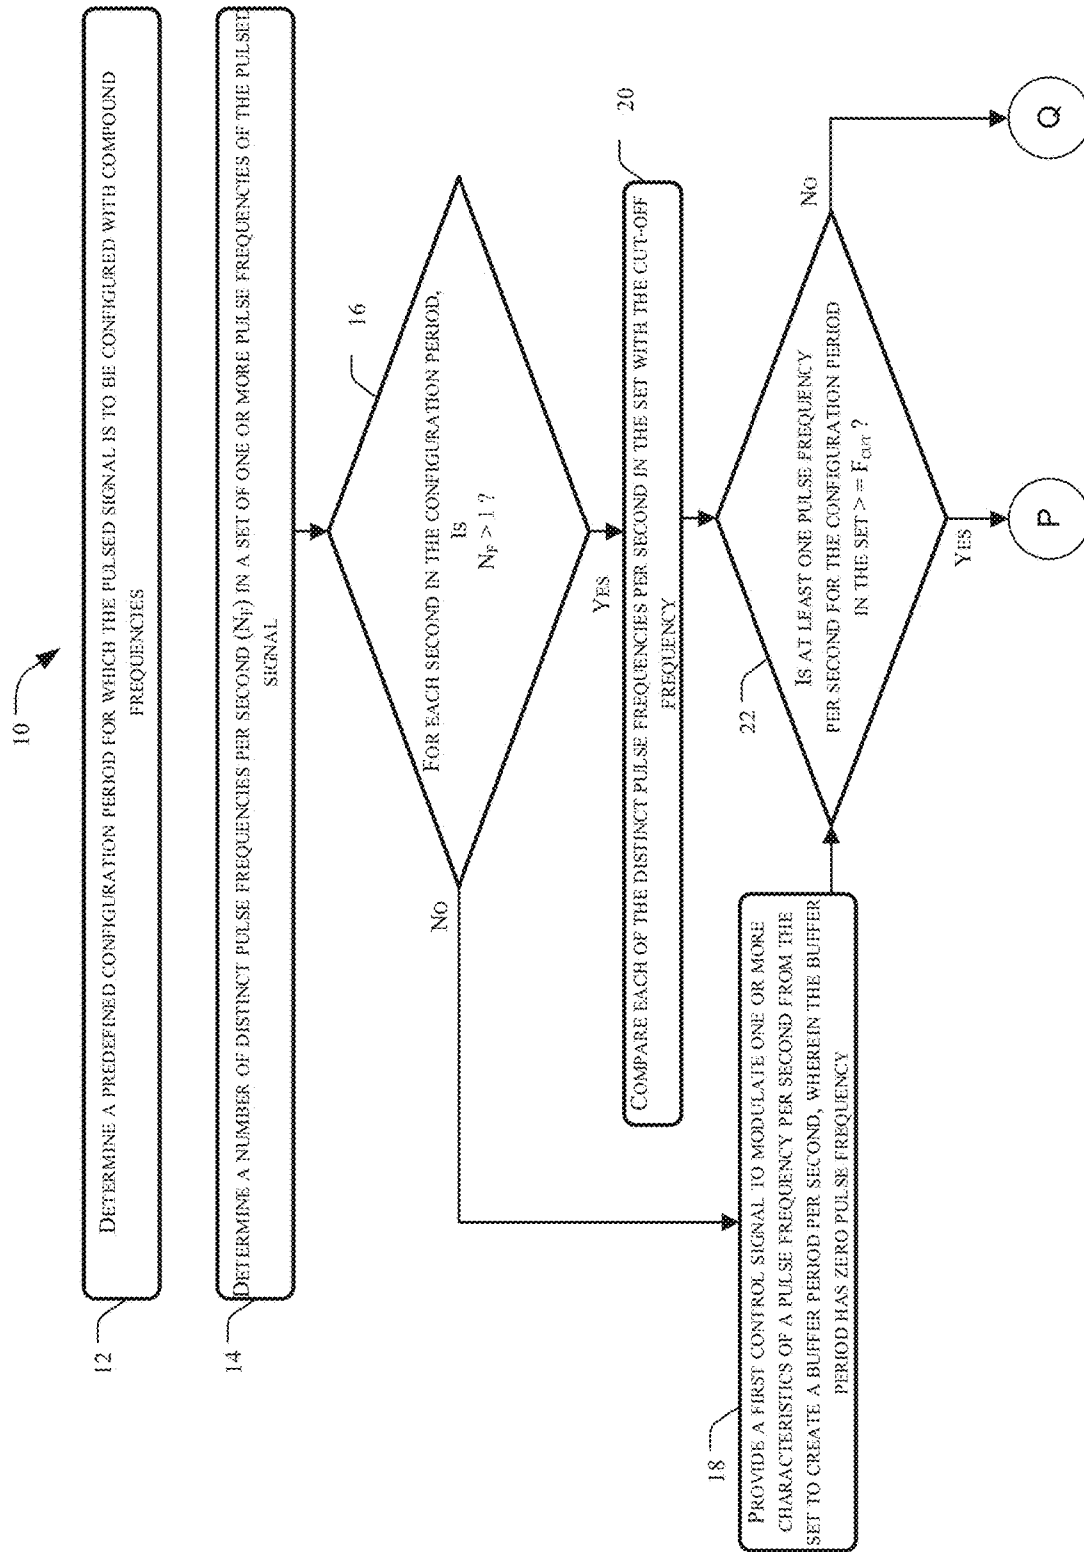 10
12
DETERMINE A PREDEFINED CONFIGURATION PERIOD FOR WHICH THE PULSED SIGNAL IS TO BE CONFIGURED WITH COMPOUND
FREQUENCIES
14
DETERMINE A NUMBER OF DISTINCT PULSE FREQUENCIES PER SECOND (NF) IN A SET OF ONE OR MORE PULSE FREQUENCIES OF THE PULSED
SIGNAL
16
FOR EACH SECOND IN THE CONFIGURATION PERIOD,
IS
NF > 1 ?
NO
YES
18
PROVIDE A FIRST CONTROL SIGNAL TO MODULATE ONE OR MORE
CHARACTERISTICS OF A PULSE FREQUENCY PER SECOND FROM THE
SET TO CREATE A BUFFER PERIOD PER SECOND, WHEREIN THE BUFFER
PERIOD HAS ZERO PULSE FREQUENCY
20
COMPARE EACH OF THE DISTINCT PULSE FREQUENCIES PER SECOND IN THE SET WITH THE CUT-OFF
FREQUENCY
22
IS AT LEAST ONE PULSE FREQUENCY
PER SECOND FOR THE CONFIGURATION PERIOD
IN THE SET > = FCUT ?
NO
YES
P
Q